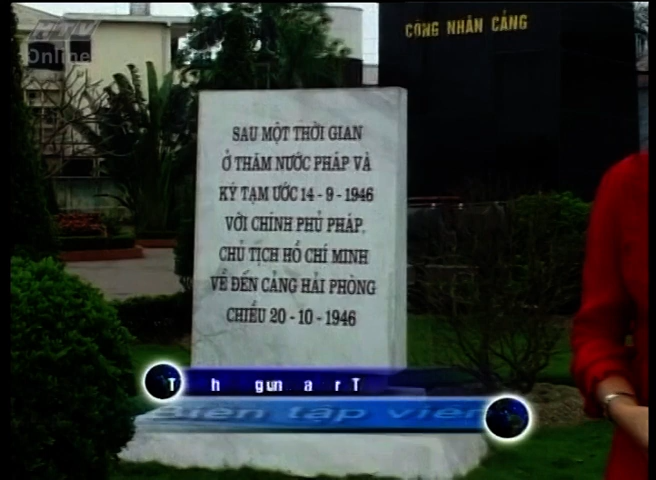 HTV
Online
CÔNG NHÂN CẢNG
SAU MỘT THỜI GIAN
Ở THĂM NƯỚC PHÁP VÀ
KÝ TẠM ƯỚC 14 - 9 - 1946
VỚI CHÍNH PHỦ PHÁP,
CHỦ TỊCH HỒ CHÍ MINH
VỀ ĐẾN CẢNG HẢI PHÒNG
CHIỀU 20 - 10 - 1946
Biên tập viên